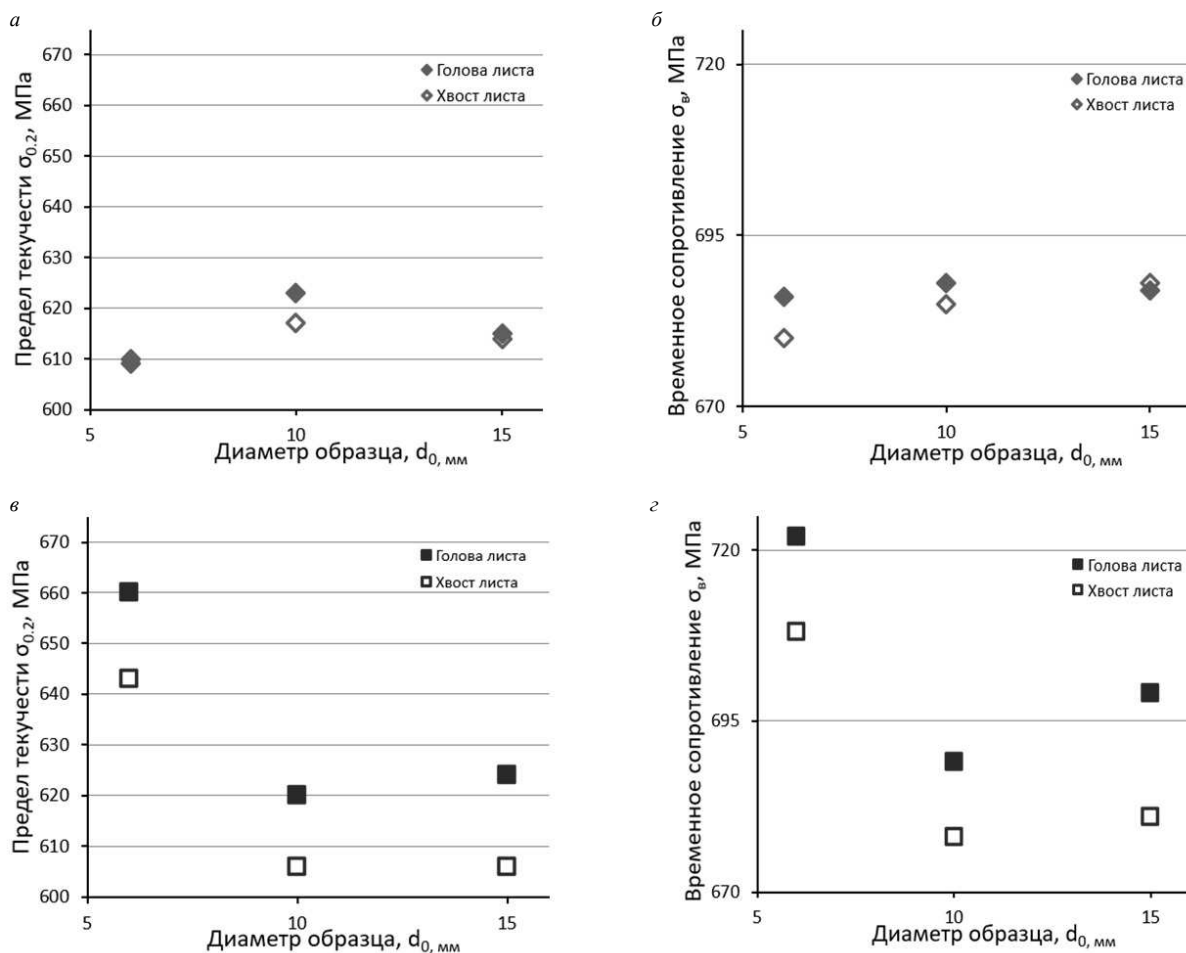 а
670
660
650
640
630
620
610
600
5
10
15
Предел текучести σ0.2, МПа
Диаметр образца, d0, мм
Голова листа
Хвост листа
б
720
695
670
5
10
15
Временное сопротивление σв, МПа
Диаметр образца, d0, мм
Голова листа
Хвост листа
в
670
660
650
640
630
620
610
600
5
10
15
Предел текучести σ0.2, МПа
Диаметр образца, d0, мм
Голова листа
Хвост листа
г
720
695
670
5
10
15
Временное сопротивление σв, МПа
Диаметр образца, d0, мм
Голова листа
Хвост листа